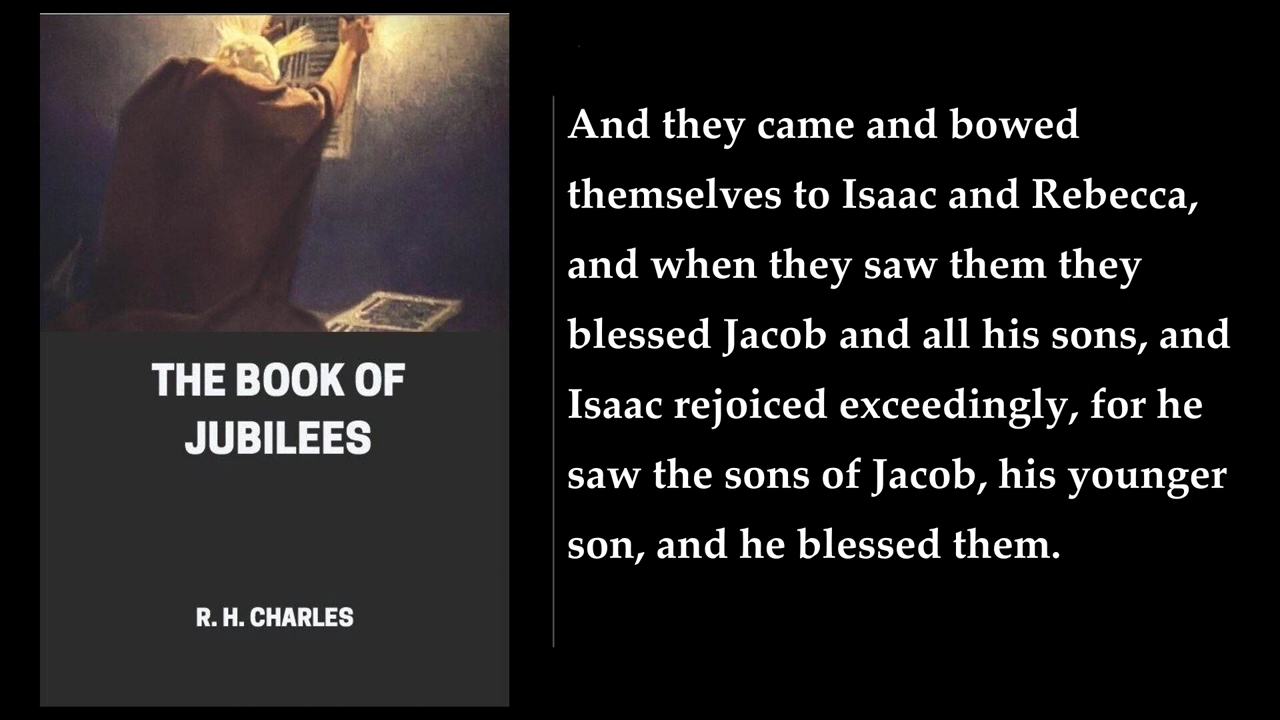 THE BOOK OF
JUBILEES
R. H. CHARLES
And they came and bowed
themselves to Isaac and Rebecca,
and when they saw them they
blessed Jacob and all his sons, and
Isaac rejoiced exceedingly, for he
saw the sons of Jacob, his younger
son, and he blessed them.